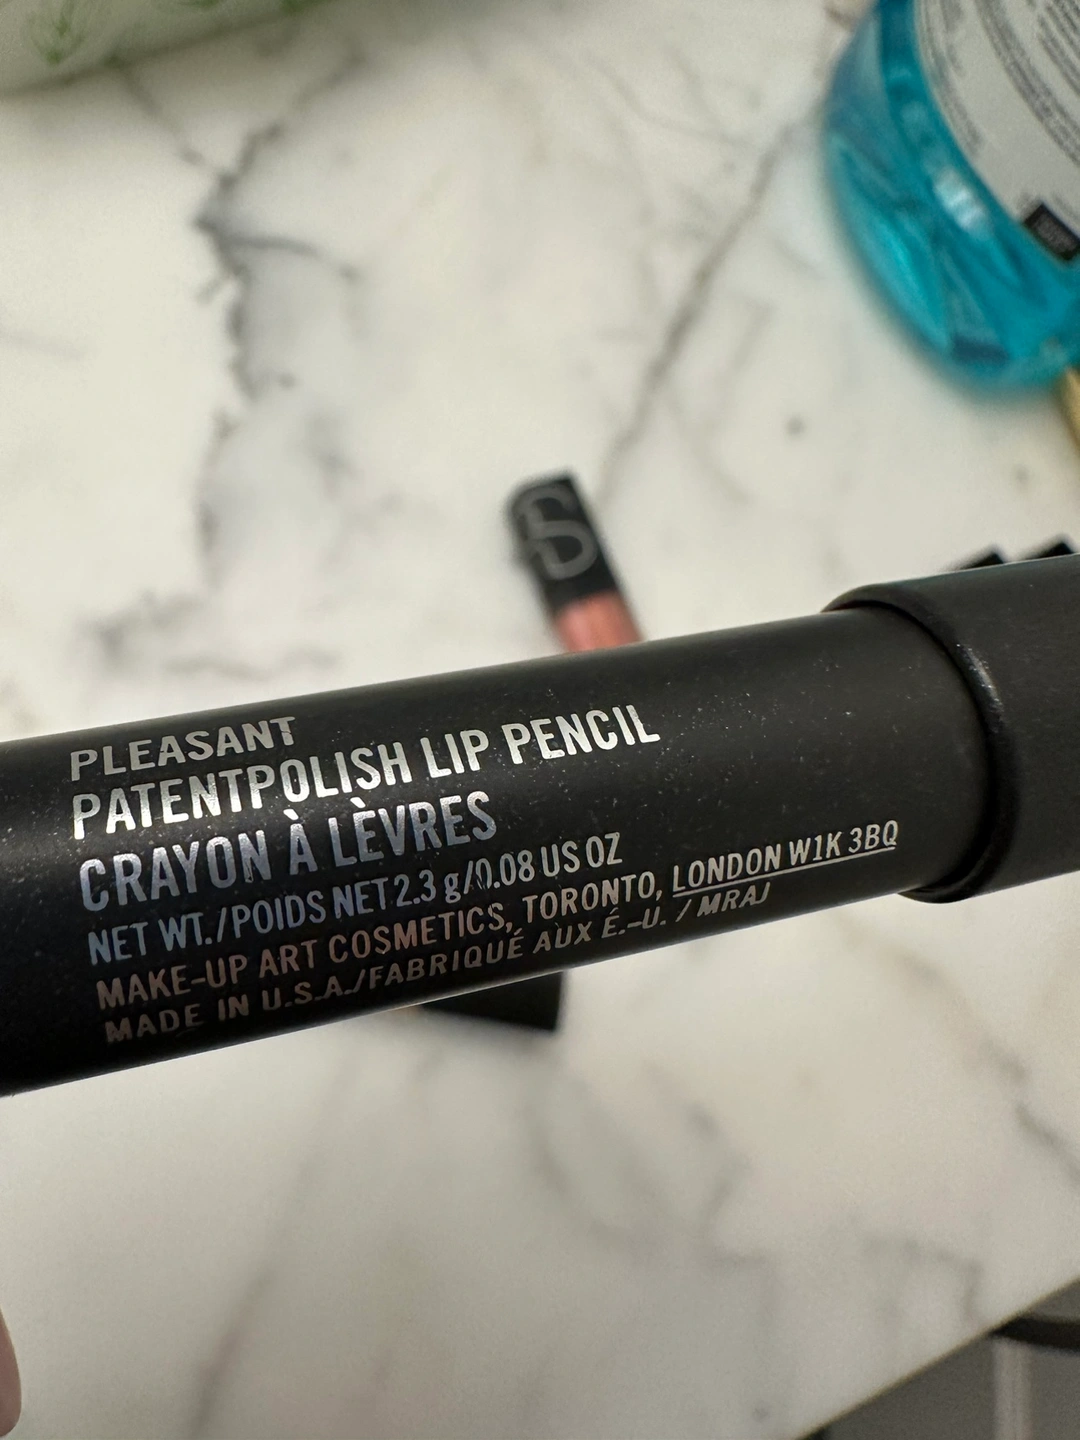 PLEASANT
PATENTPOLISH LIP PENCIL
CRAYON À LÈVRES
NET WT./POIDS NET 2.3 g/0.08 US OZ
MAKE-UP ART COSMETICS, TORONTO, LONDON W1K 3BQ
MADE IN U.S.A./FABRIQUÉ AUX É.-U. / MRAJ